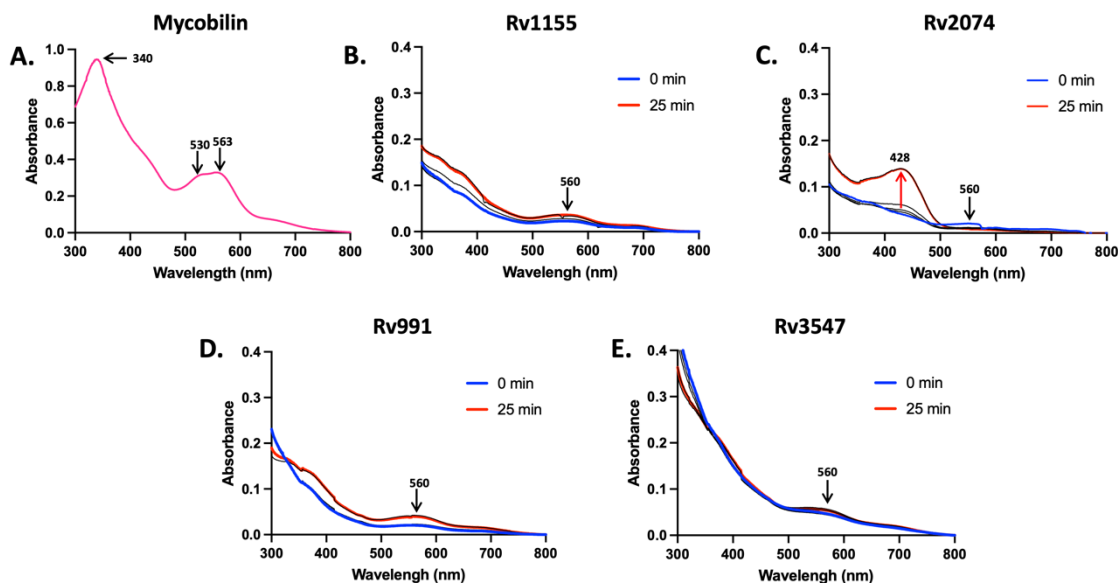 Mycobilin
A.
Absorbance
1.0
0.8
0.6
0.4
0.2
0.0
340
530
563
300 400 500 600 700 800
Wavelength (nm)
Rv1155
B.
Absorbance
0.4
0.3
0.2
0.1
0.0
0 min
25 min
560
300 400 500 600 700 800
Wavelengh (nm)
Rv2074
C.
Absorbance
0.4
0.3
0.2
0.1
0.0
0 min
25 min
428
560
300 400 500 600 700 800
Wavelengh (nm)
Rv991
D.
Absorbance
0.4
0.3
0.2
0.1
0.0
0 min
25 min
560
300 400 500 600 700 800
Wavelengh (nm)
Rv3547
E.
Absorbance
0.4
0.3
0.2
0.1
0.0
0 min
25 min
560
300 400 500 600 700 800
Wavelengh (nm)